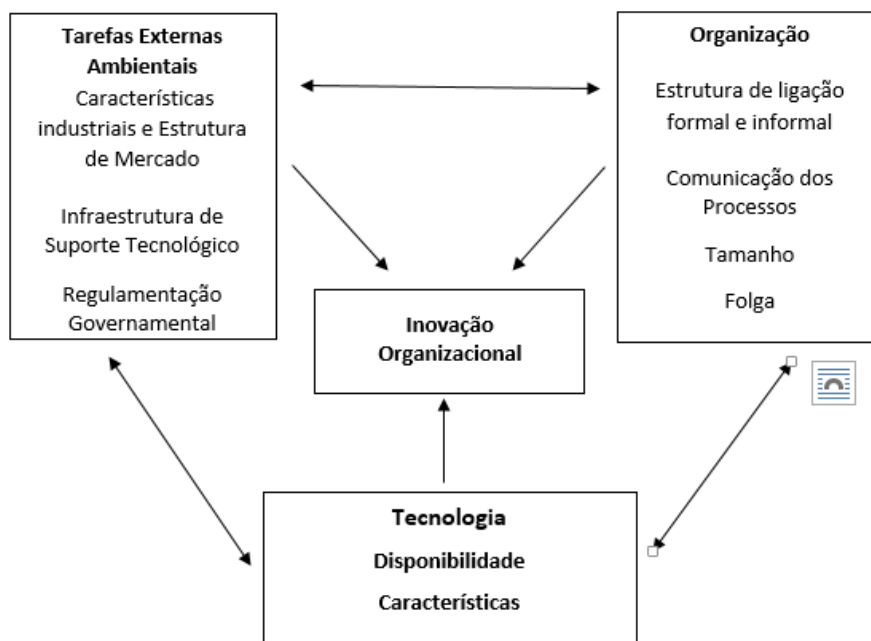 Tarefas Externas
Ambientais
Características
industriais e Estrutura
de Mercado
Infraestrutura de
Suporte Tecnológico
Regulamentação
Governamental
Organização
Estrutura de ligação
formal e informal
Comunicação dos
Processos
Tamanho
Folga
Inovação
Organizacional
Tecnologia
Disponibilidade
Características